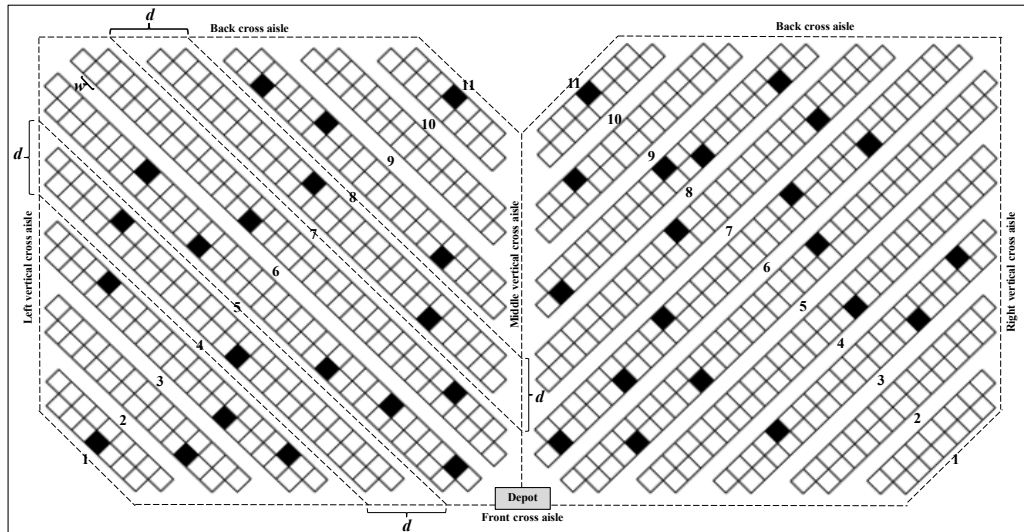 d
Back cross aisle
Back cross aisle
w
11
11
10
10
9
9
d
8
8
7
7
6
6
5
5
4
4
3
3
2
2
1
1
Left vertical cross aisle
Middle vertical cross aisle
Right vertical cross aisle
d
Depot
d
Front cross aisle